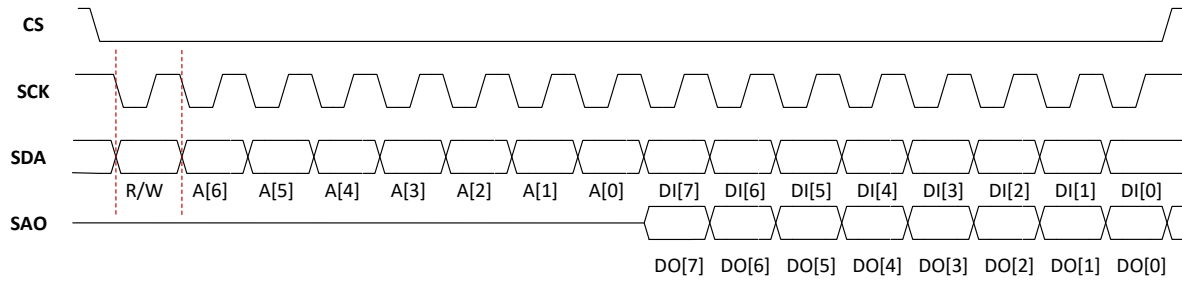 CS
SCK
SDA
R/W A[6] A[5] A[4] A[3] A[2] A[1] A[0] DI[7] DI[6] DI[5] DI[4] DI[3] DI[2] DI[1] DI[0]
SAO
DO[7] DO[6] DO[5] DO[4] DO[3] DO[2] DO[1] DO[0]